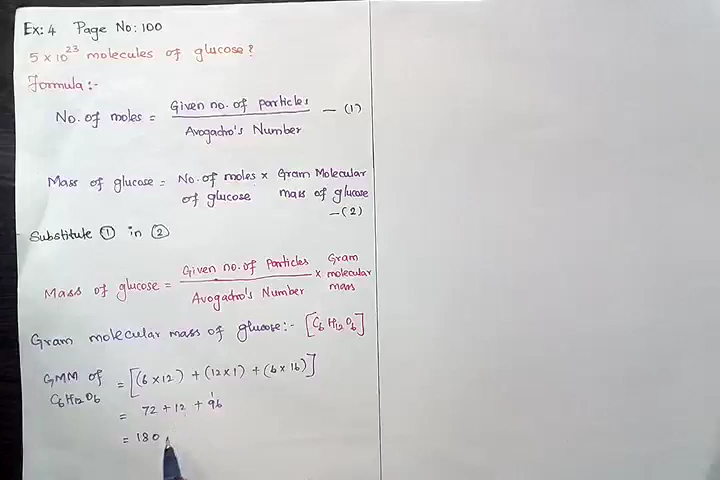 Ex: 4 Page No: 100
5 x 10^23 molecules of glucose?
Formula:-
No. of moles = Given no. of particles / Avogadro's Number — (1)
Mass of glucose = No. of moles of glucose x Gram Molecular mass of glucose — (2)
Substitute ① in ②
Mass of glucose = Given no. of Particles / Avogadro's Number x Gram molecular mass
Gram molecular mass of glucose:- [C6H12O6]
GMM of C6H12O6 = [(6 x 12) + (12 x 1) + (6 x 16)]
= 72 + 12 + 96
= 180